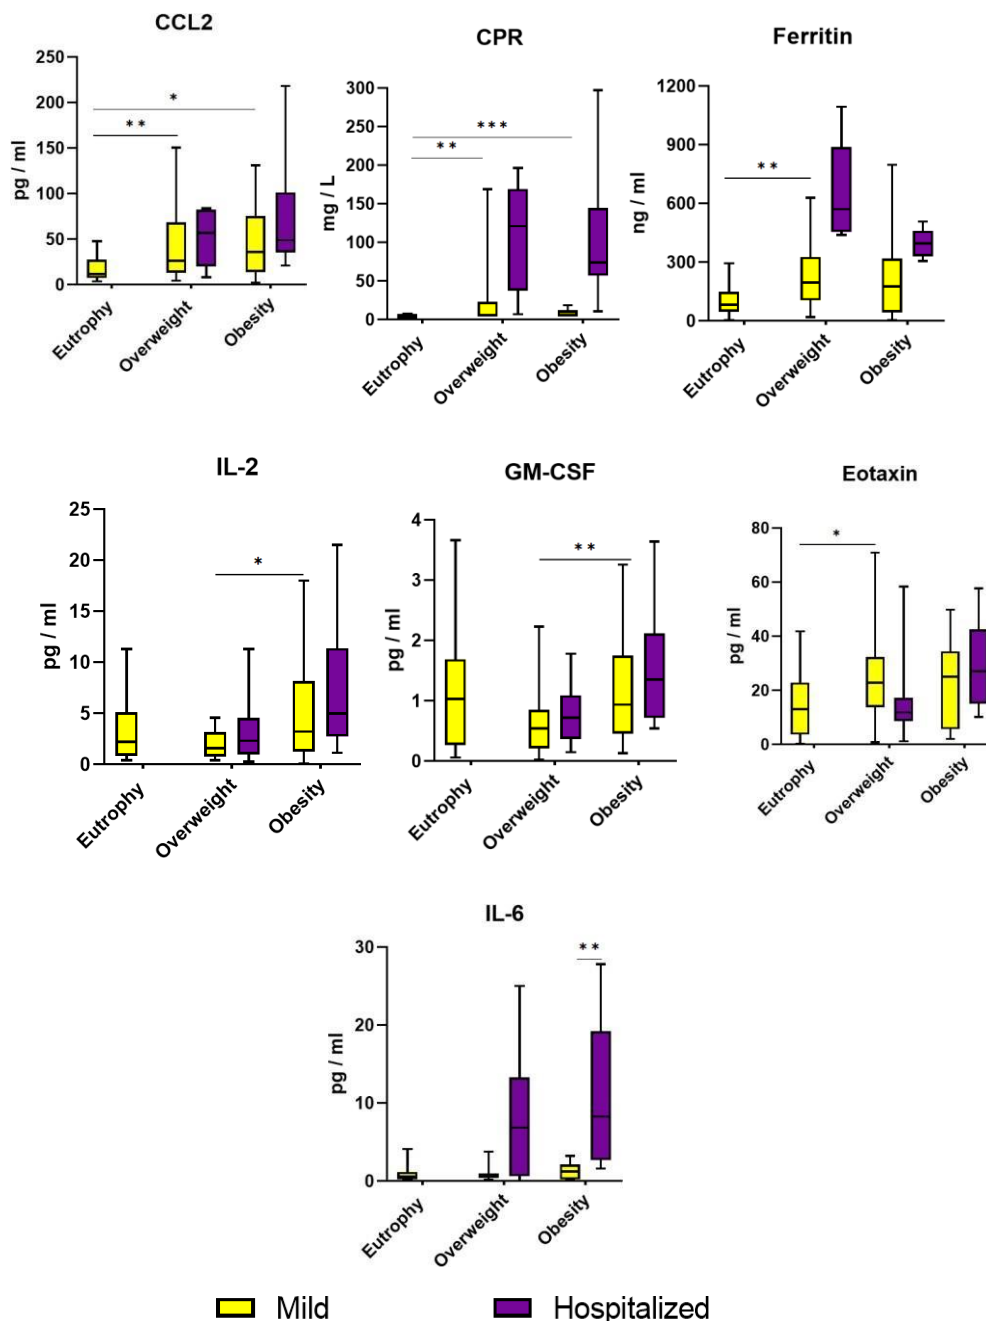 CCL2
250
200
150
100
50
0
pg / ml
*
**
Eutrophy
Overweight
Obesity
CPR
300
250
200
150
100
50
0
mg / L
***
**
Eutrophy
Overweight
Obesity
Ferritin
1200
900
600
300
0
ng / ml
**
Eutrophy
Overweight
Obesity
IL-2
25
20
15
10
5
0
pg / ml
*
Eutrophy
Overweight
Obesity
GM-CSF
4
3
2
1
0
pg / ml
**
Eutrophy
Overweight
Obesity
Eotaxin
80
60
40
20
0
pg / ml
*
Eutrophy
Overweight
Obesity
IL-6
30
20
10
0
pg / ml
**
Eutrophy
Overweight
Obesity
Mild
Hospitalized